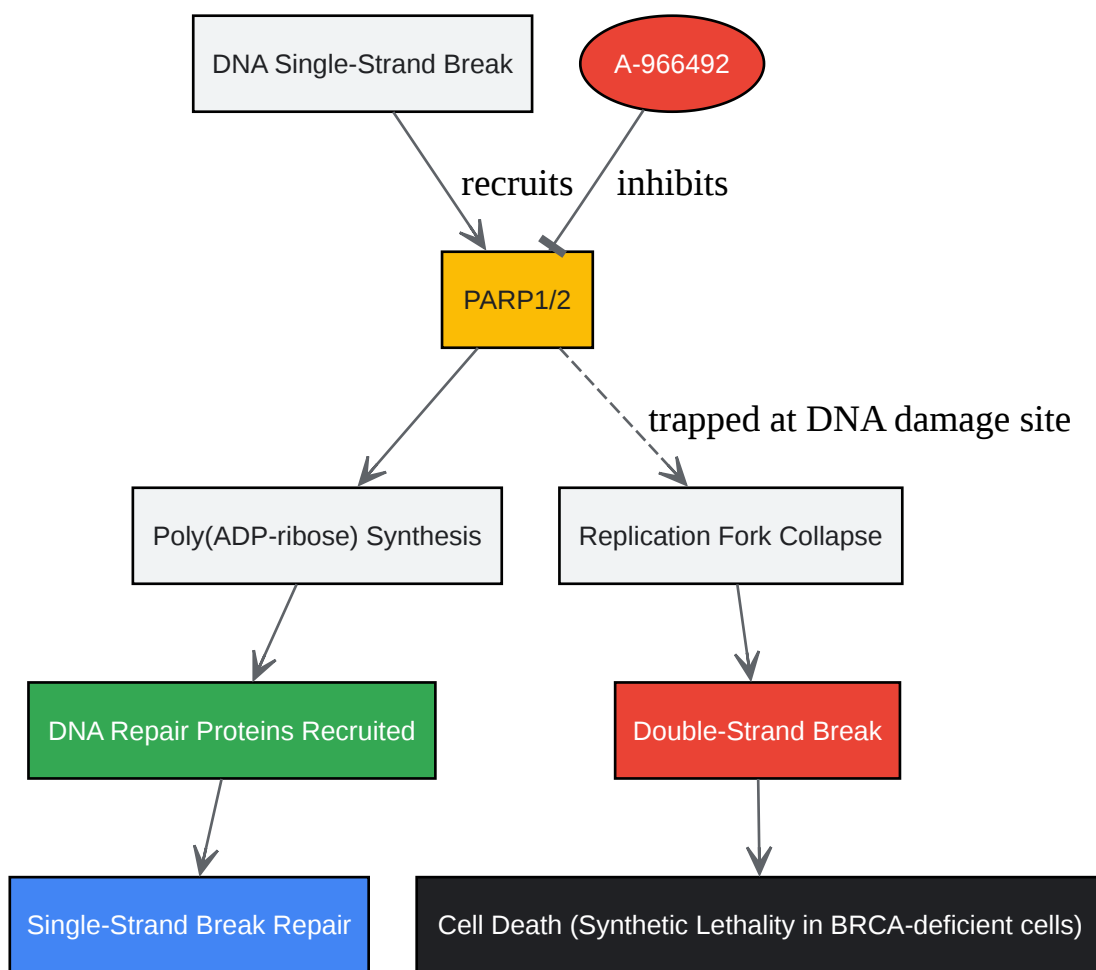 DNA Single-Strand Break
A-966492
recruits
inhibits
PARP1/2
trapped at DNA damage site
Poly(ADP-ribose) Synthesis
Replication Fork Collapse
DNA Repair Proteins Recruited
Double-Strand Break
Single-Strand Break Repair
Cell Death (Synthetic Lethality in BRCA-deficient cells)